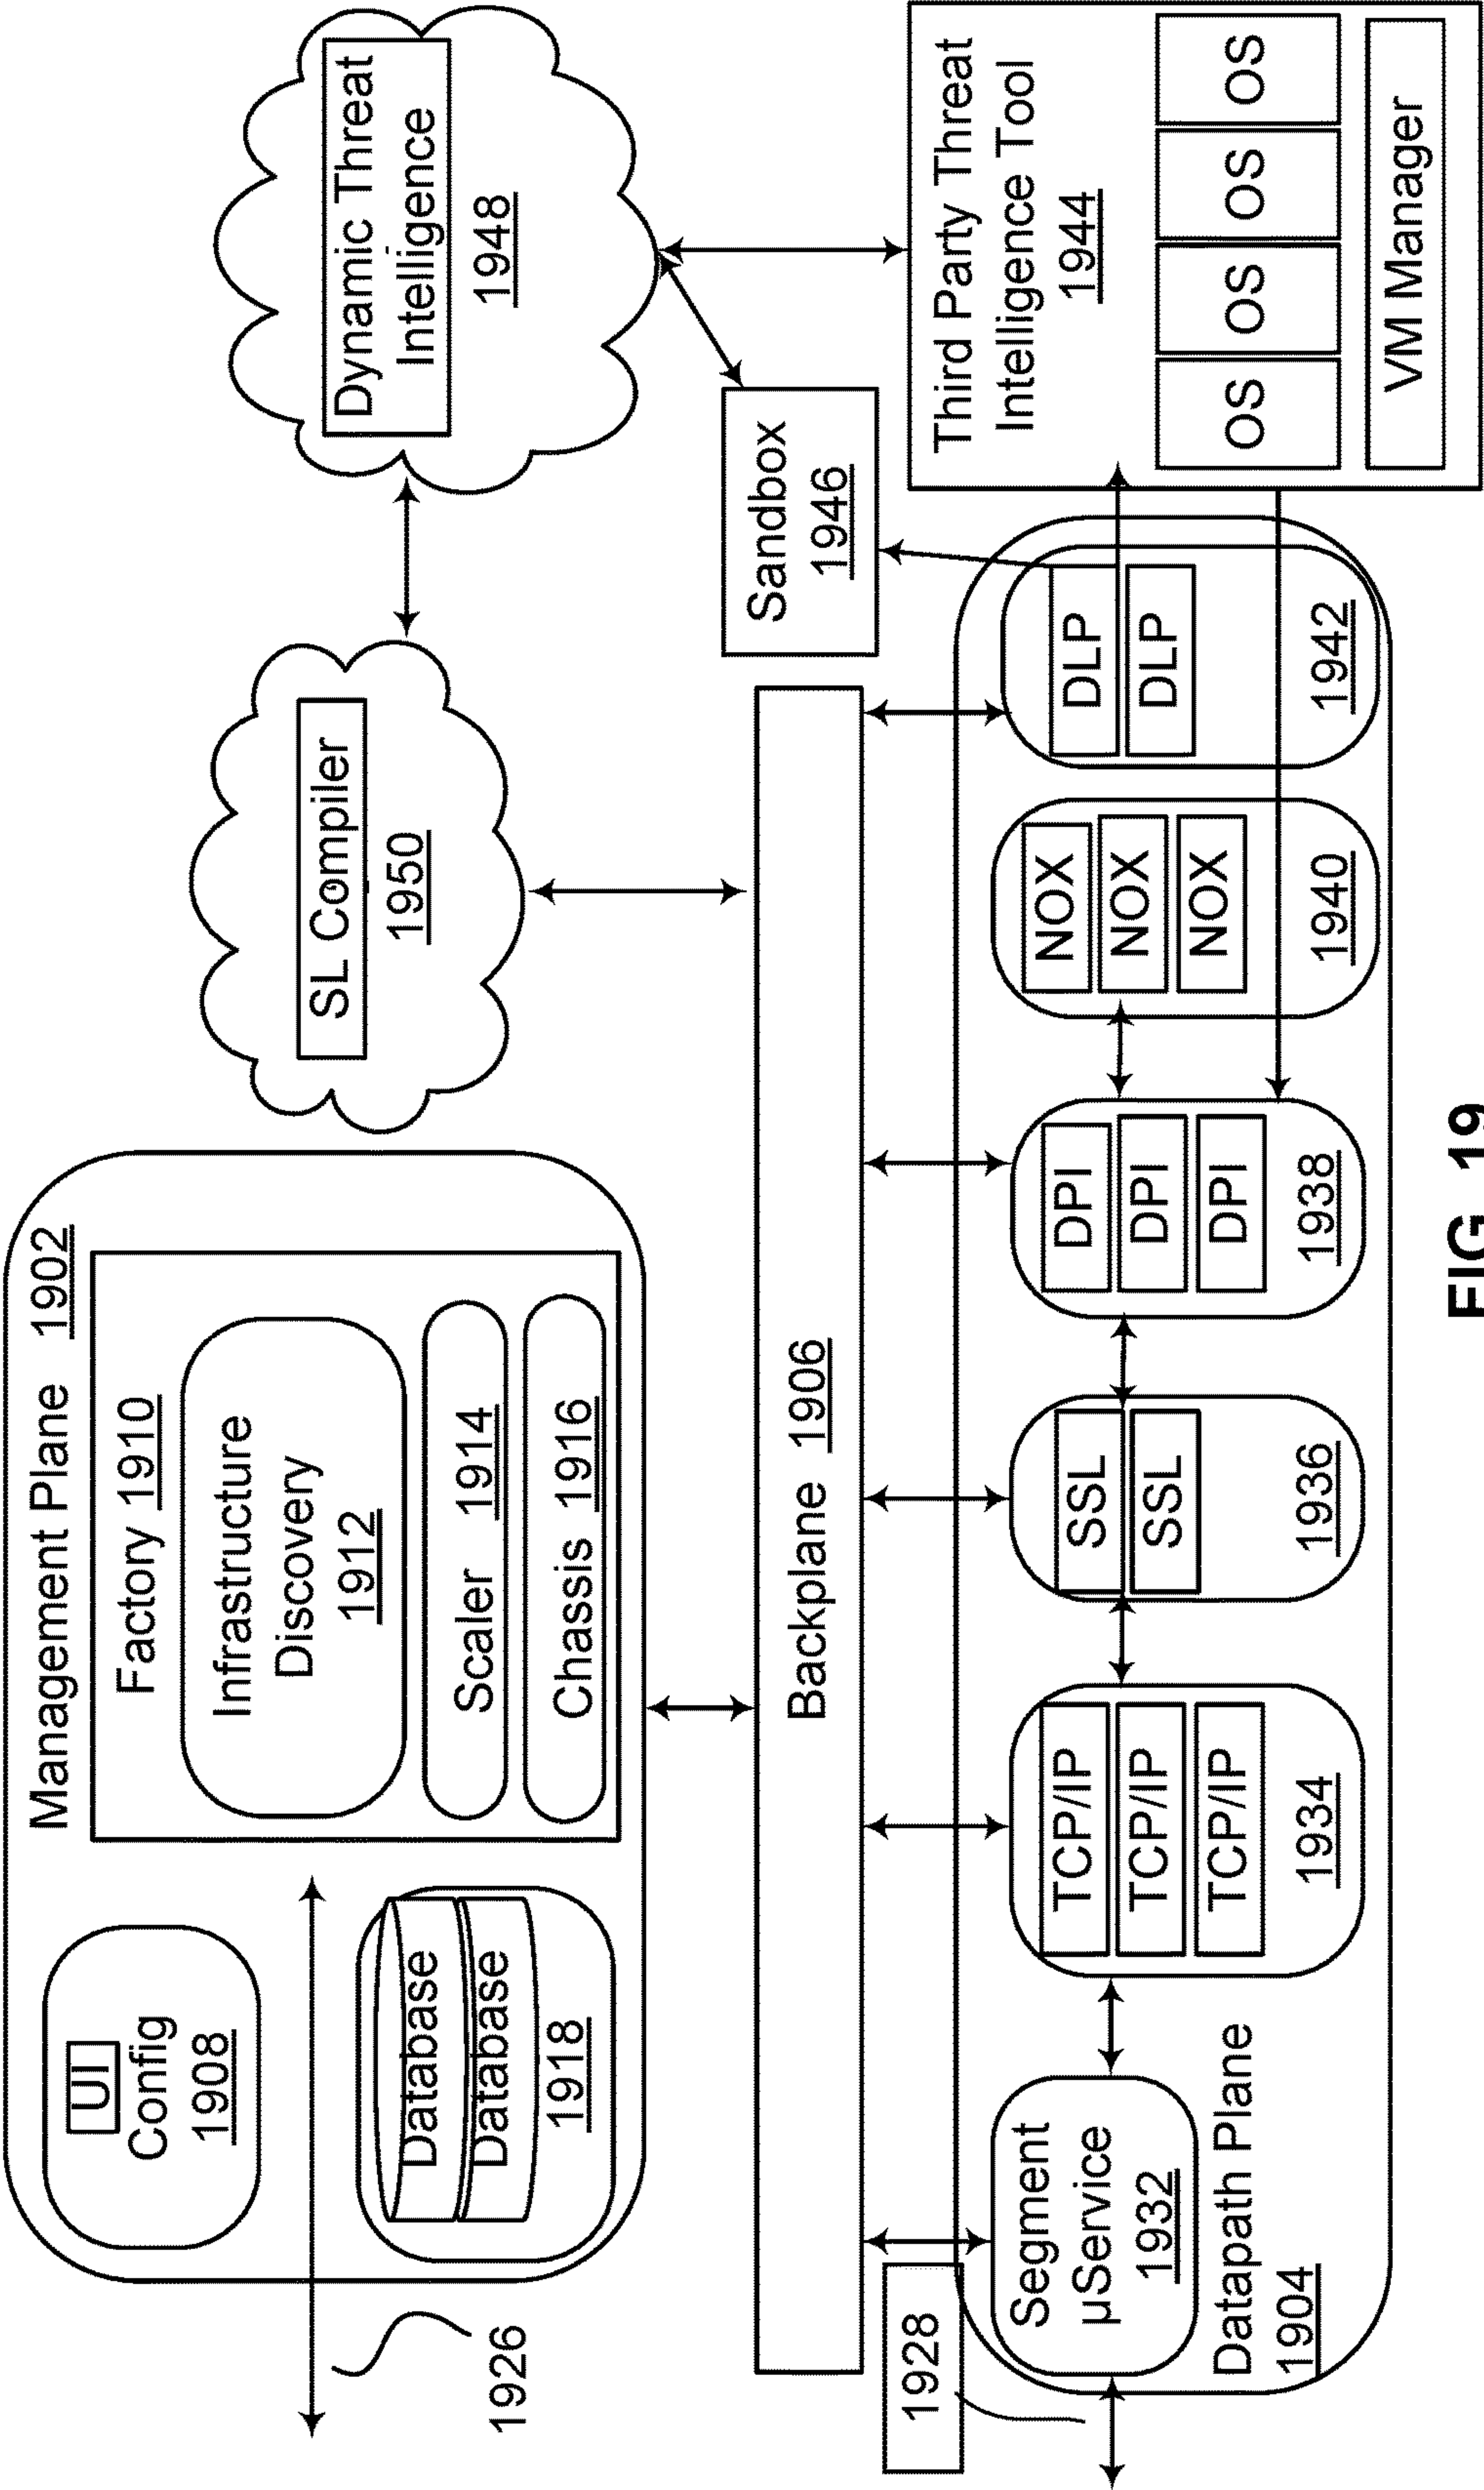 Management Plane 1902
UI
Config
1908
Factory 1910
Infrastructure
Discovery
1912
Scaler 1914
Chassis 1916
Database
Database
1918
1926
SL Compiler
1950
Dynamic Threat
Intelligence
1948
Backplane 1906
Sandbox
1946
1928
Segment
µService
1932
Datapath Plane
1904
TCP/IP
TCP/IP
TCP/IP
1934
SSL
SSL
1936
DPI
DPI
DPI
1938
NOX
NOX
NOX
1940
DLP
DLP
1942
Third Party Threat
Intelligence Tool
1944
OS OS OS OS
VM Manager
FIG. 19